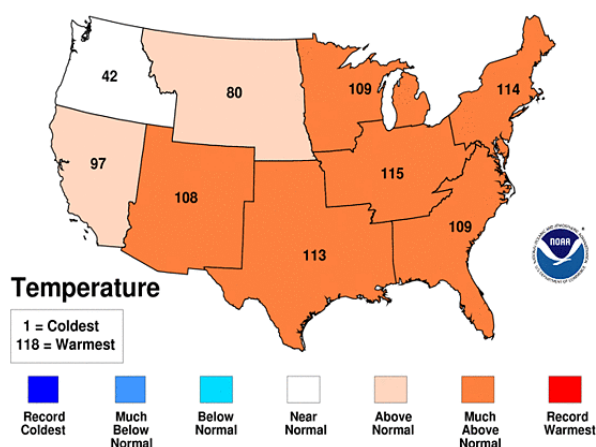 42
80
109
114
97
108
115
109
113
NOAA
Temperature
1 = Coldest
118 = Warmest
Record
Coldest
Much
Below
Normal
Below
Normal
Near
Normal
Above
Normal
Much
Above
Normal
Record
Warmest